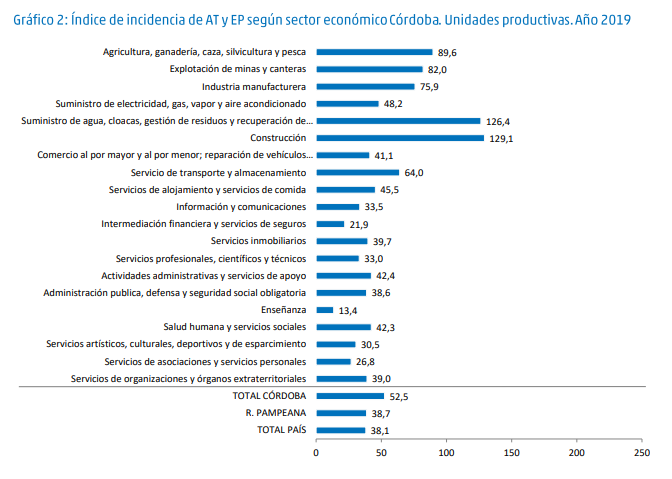 Gráfico 2: Índice de incidencia de AT y EP según sector económico Córdoba. Unidades productivas. Año 2019
Agricultura, ganadería, caza, silvicultura y pesca 89,6
Explotación de minas y canteras 82,0
Industria manufacturera 75,9
Suministro de electricidad, gas, vapor y aire acondicionado 48,2
Suministro de agua, cloacas, gestión de residuos y recuperación de... 126,4
Construcción 129,1
Comercio al por mayor y al por menor; reparación de vehículos... 41,1
Servicio de transporte y almacenamiento 64,0
Servicios de alojamiento y servicios de comida 45,5
Información y comunicaciones 33,5
Intermediación financiera y servicios de seguros 21,9
Servicios inmobiliarios 39,7
Servicios profesionales, científicos y técnicos 33,0
Actividades administrativas y servicios de apoyo 42,4
Administración publica, defensa y seguridad social obligatoria 38,6
Enseñanza 13,4
Salud humana y servicios sociales 42,3
Servicios artísticos, culturales, deportivos y de esparcimiento 30,5
Servicios de asociaciones y servicios personales 26,8
Servicios de organizaciones y órganos extraterritoriales 39,0
TOTAL CÓRDOBA 52,5
R. PAMPEANA 38,7
TOTAL PAÍS 38,1
0 50 100 150 200 250